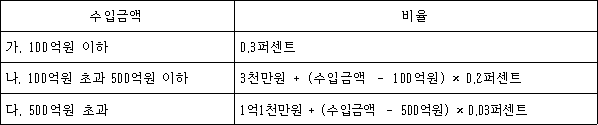 수입금액 비율
가. 100억원 이하 0.3퍼센트
나. 100억원 초과 500억원 이하 3천만원 + (수입금액 - 100억원) × 0.2퍼센트
다. 500억원 초과 1억1천만원 + (수입금액 - 500억원) × 0.03퍼센트